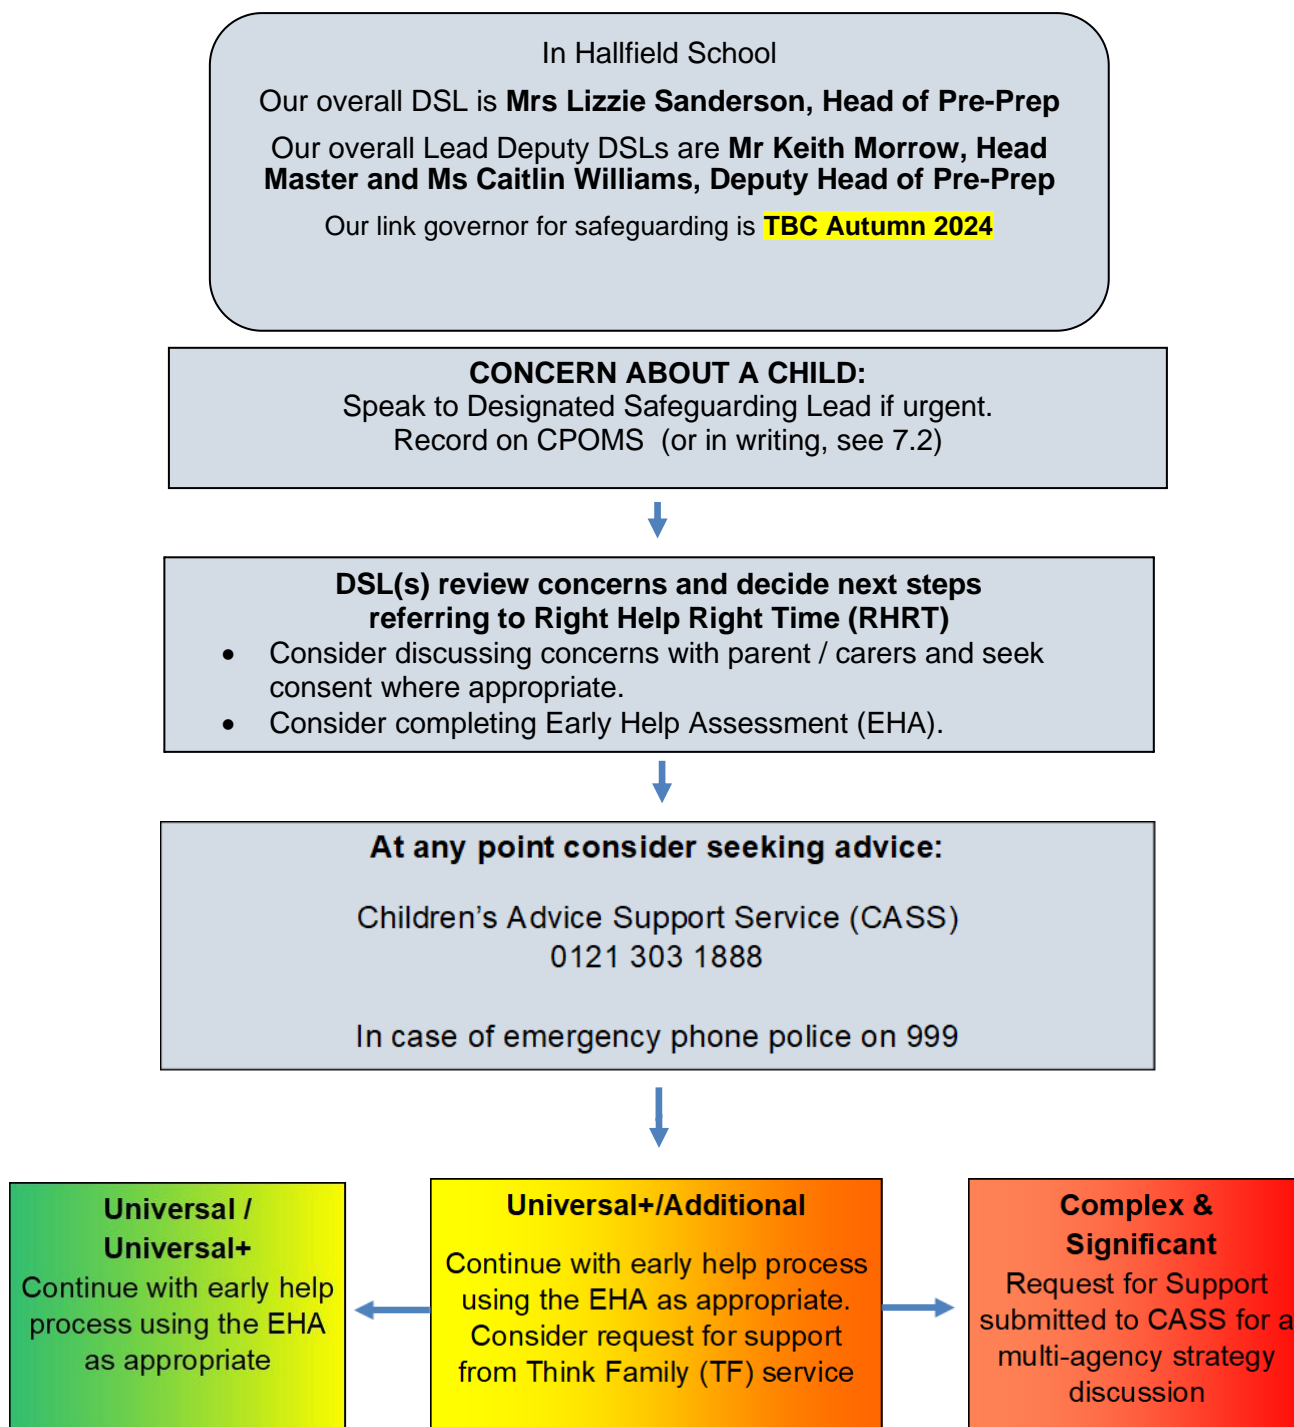 In Hallfield School
Our overall DSL is Mrs Lizzie Sanderson, Head of Pre-Prep
Our overall Lead Deputy DSLs are Mr Keith Morrow, Head
Master and Ms Caitlin Williams, Deputy Head of Pre-Prep
Our link governor for safeguarding is TBC Autumn 2024
CONCERN ABOUT A CHILD:
Speak to Designated Safeguarding Lead if urgent.
Record on CPOMS (or in writing, see 7.2)
DSL(s) review concerns and decide next steps
referring to Right Help Right Time (RHRT)
• Consider discussing concerns with parent / carers and seek
consent where appropriate.
• Consider completing Early Help Assessment (EHA).
At any point consider seeking advice:
Children's Advice Support Service (CASS)
0121 303 1888
In case of emergency phone police on 999
Universal /
Universal+
Continue with early help
process using the EHA
as appropriate
Universal+/Additional
Continue with early help process
using the EHA as appropriate.
Consider request for support
from Think Family (TF) service
Complex &
Significant
Request for Support
submitted to CASS for a
multi-agency strategy
discussion